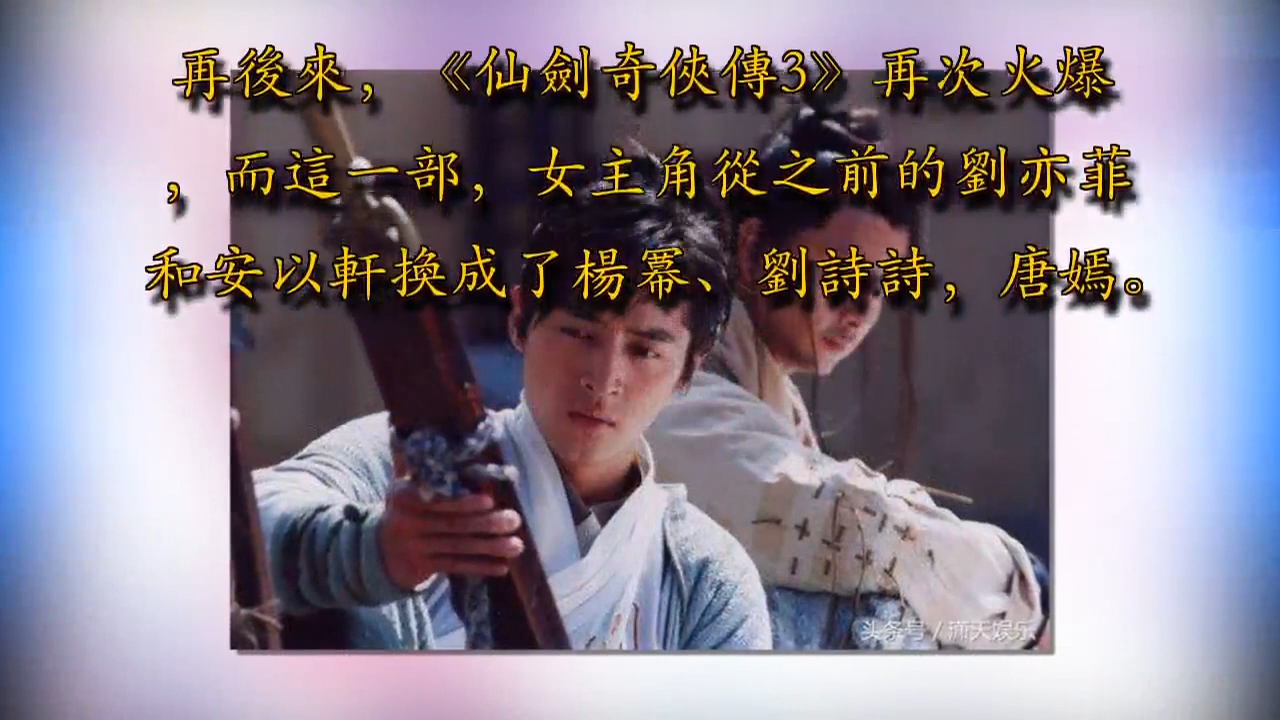 再後來，《仙劍奇俠傳3》再次火爆
，而這一部，女主角從之前的劉亦菲
和安以軒換成了楊冪、劉詩詩，唐嫣。
头条号 / 沛天娱乐